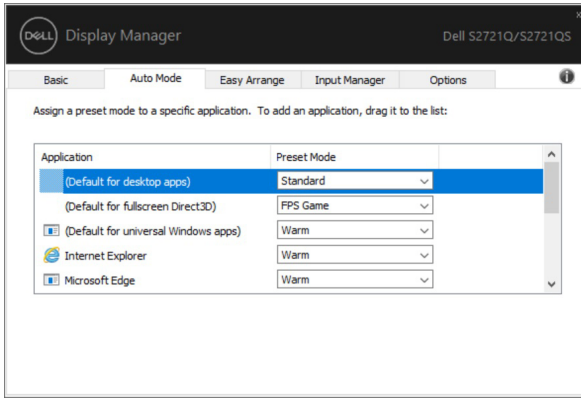 DELL Display Manager Dell S2721Q/S2721QS
Basic Auto Mode Easy Arrange Input Manager Options
Assign a preset mode to a specific application. To add an application, drag it to the list:
Application Preset Mode
(Default for desktop apps) Standard
(Default for fullscreen Direct3D) FPS Game
(Default for universal Windows apps) Warm
Internet Explorer Warm
Microsoft Edge Warm